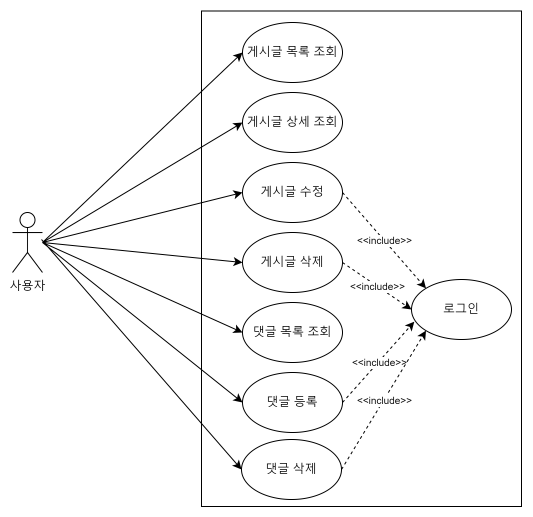 게시글 목록 조회
게시글 상세 조회
게시글 수정
<<include>>
사용자
게시글 삭제
<<include>>
로그인
댓글 목록 조회
<<include>>
댓글 등록
<<include>>
댓글 삭제